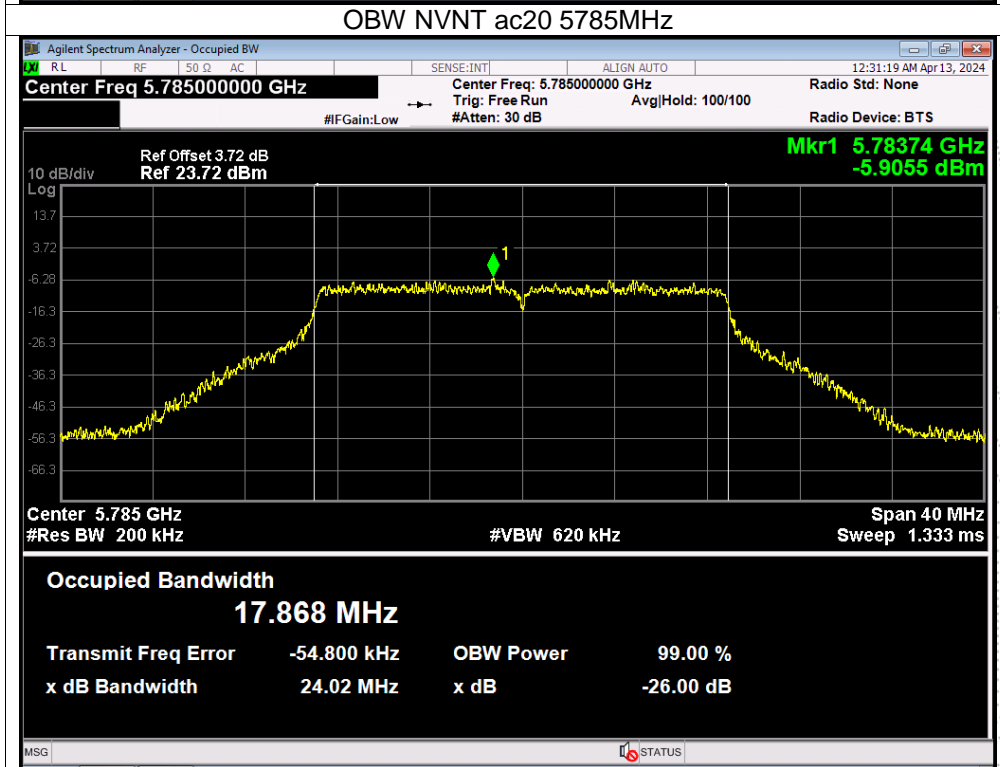 OBW NVNT ac20 5785MHz
Agilent Spectrum Analyzer - Occupied BW
LXI RL RF 50 Ω AC SENSE:INT ALIGN AUTO 12:31:19 AM Apr 13, 2024
Center Freq 5.785000000 GHz Center Freq: 5.785000000 GHz Radio Std: None
Trig: Free Run Avg|Hold: 100/100
#IFGain:Low #Atten: 30 dB Radio Device: BTS
Mkr1 5.78374 GHz
-5.9055 dBm
Ref Offset 3.72 dB
10 dB/div Ref 23.72 dBm
Log
13.7
3.72
1
-6.28
-16.3
-26.3
-36.3
-46.3
-56.3
-66.3
Center 5.785 GHz Span 40 MHz
#Res BW 200 kHz #VBW 620 kHz Sweep 1.333 ms
Occupied Bandwidth
17.868 MHz
Transmit Freq Error -54.800 kHz OBW Power 99.00 %
x dB Bandwidth 24.02 MHz x dB -26.00 dB
MSG STATUS